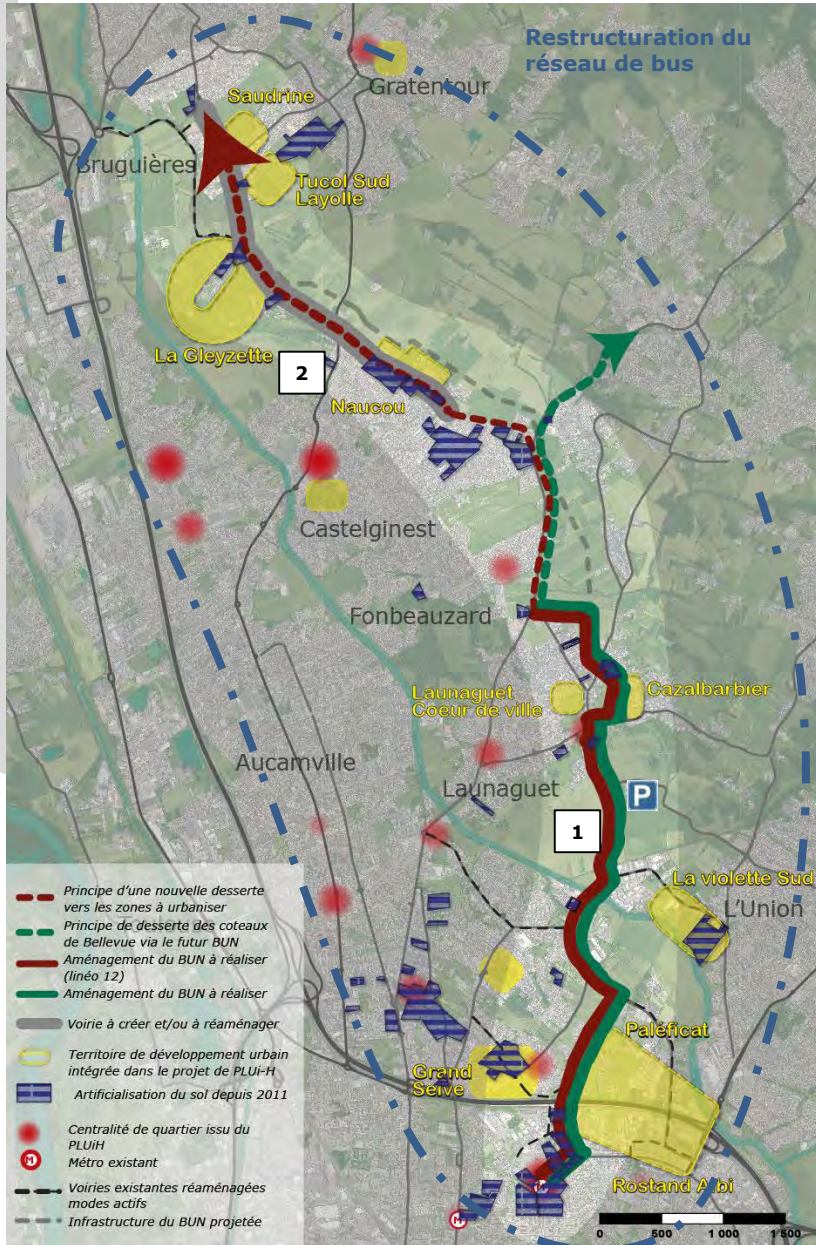 Restructuration du
réseau de bus
Gratentour
Saudrine
Bruguières
Tucol Sud
Layolle
La Gleyzette
2
Naucou
Castelginest
Fonbeauzard
Launaguet
Coeur de ville
Cazalbarbier
Aucamville
Launaguet
P
1
La violette Sud
L'Union
Paléficat
Grand
Selve
Rostand Albi
M
M
Principe d'une nouvelle desserte
vers les zones à urbaniser
Principe de desserte des coteaux
de Bellevue via le futur BUN
Aménagement du BUN à réaliser
(linéo 12)
Aménagement du BUN à réaliser
Voirie à créer et/ou à réaménager
Territoire de développement urbain
intégrée dans le projet de PLUi-H
Artificialisation du sol depuis 2011
Centralité de quartier issu du
PLUiH
M Métro existant
Voiries existantes réaménagées
modes actifs
Infrastructure du BUN projetée
0 500 1 000 1 500